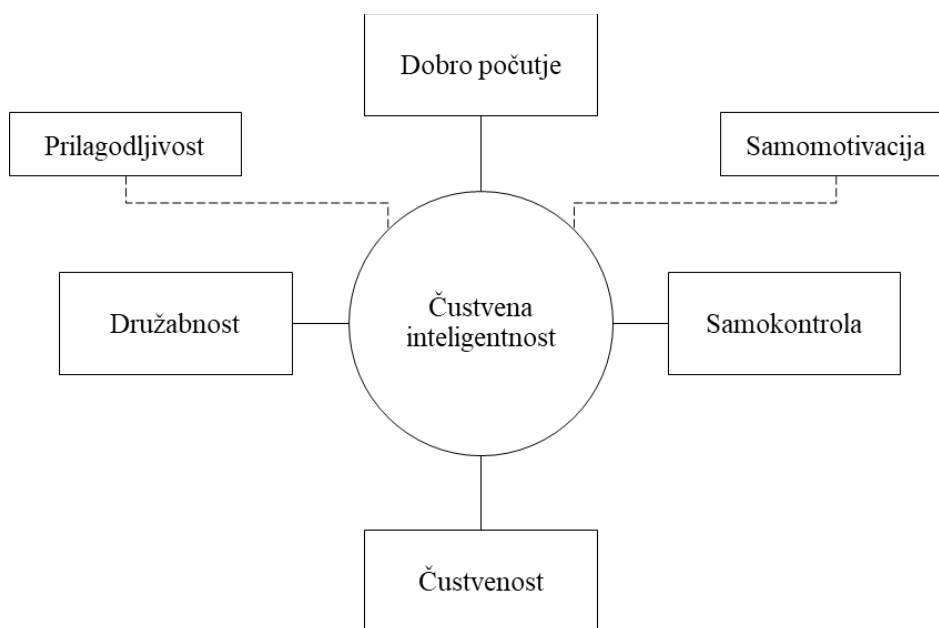 Dobro počutje
Prilagodljivost
Samomotivacija
Družabnost
Čustvena
inteligentnost
Samokontrola
Čustvenost